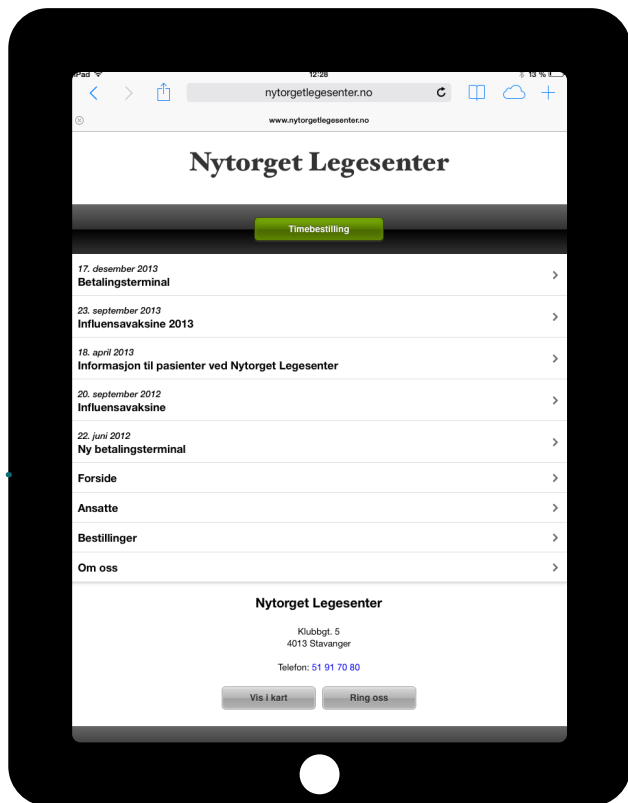 iPad
12:28
13 %
nytorgetlegesenter.no
www.nytorgetlegesenter.no
Nytorget Legesenter
Timebestilling
17. desember 2013
Betalingsterminal
23. september 2013
Influensavaksine 2013
18. april 2013
Informasjon til pasienter ved Nytorget Legesenter
20. september 2012
Influensavaksine
22. juni 2012
Ny betalingsterminal
Forside
Ansatte
Bestillinger
Om oss
Nytorget Legesenter
Klubbgt. 5
4013 Stavanger
Telefon: 51 91 70 80
Vis i kart
Ring oss